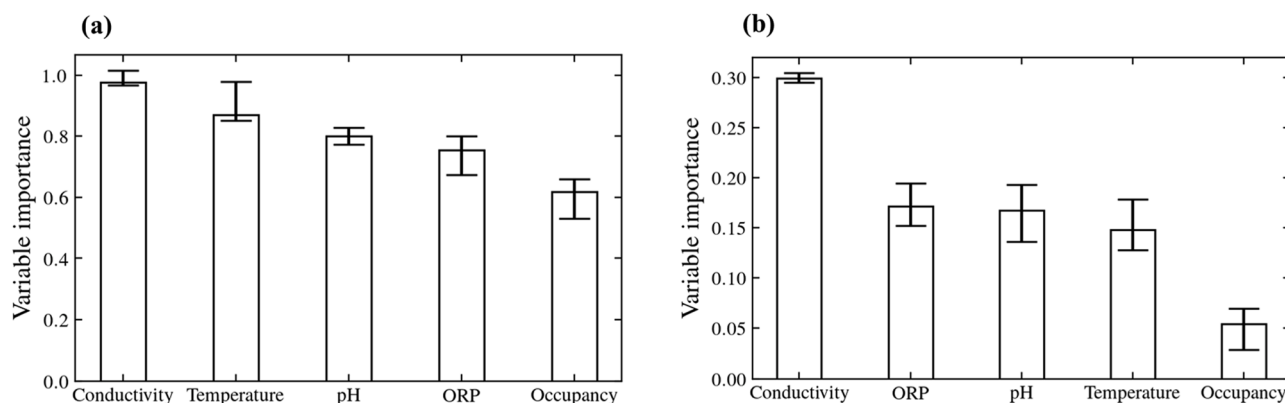 (a)
Variable importance
1.0
0.8
0.6
0.4
0.2
0.0
Conductivity Temperature pH ORP Occupancy
(b)
Variable importance
0.30
0.25
0.20
0.15
0.10
0.05
0.00
Conductivity ORP pH Temperature Occupancy